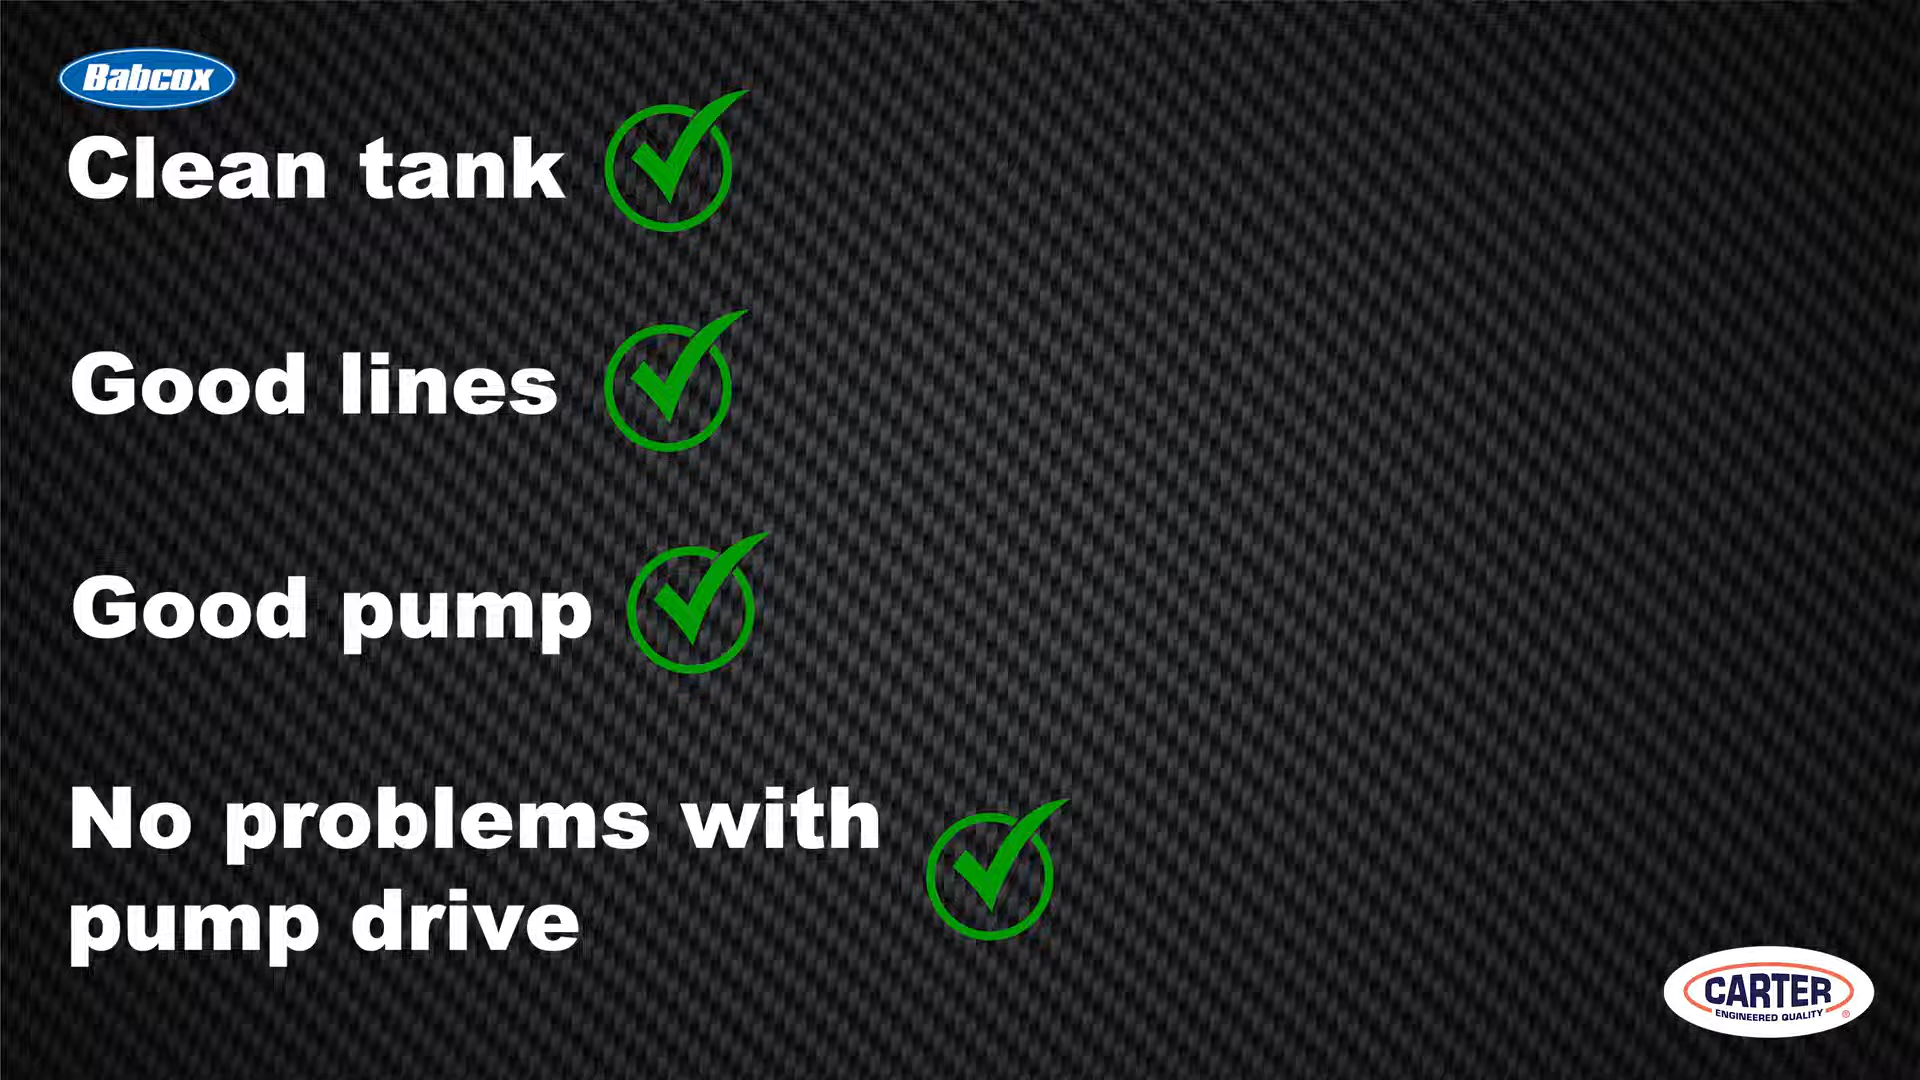 Babcox
Clean tank
Good lines
Good pump
No problems with
pump drive
CARTER
ENGINEERED QUALITY
®